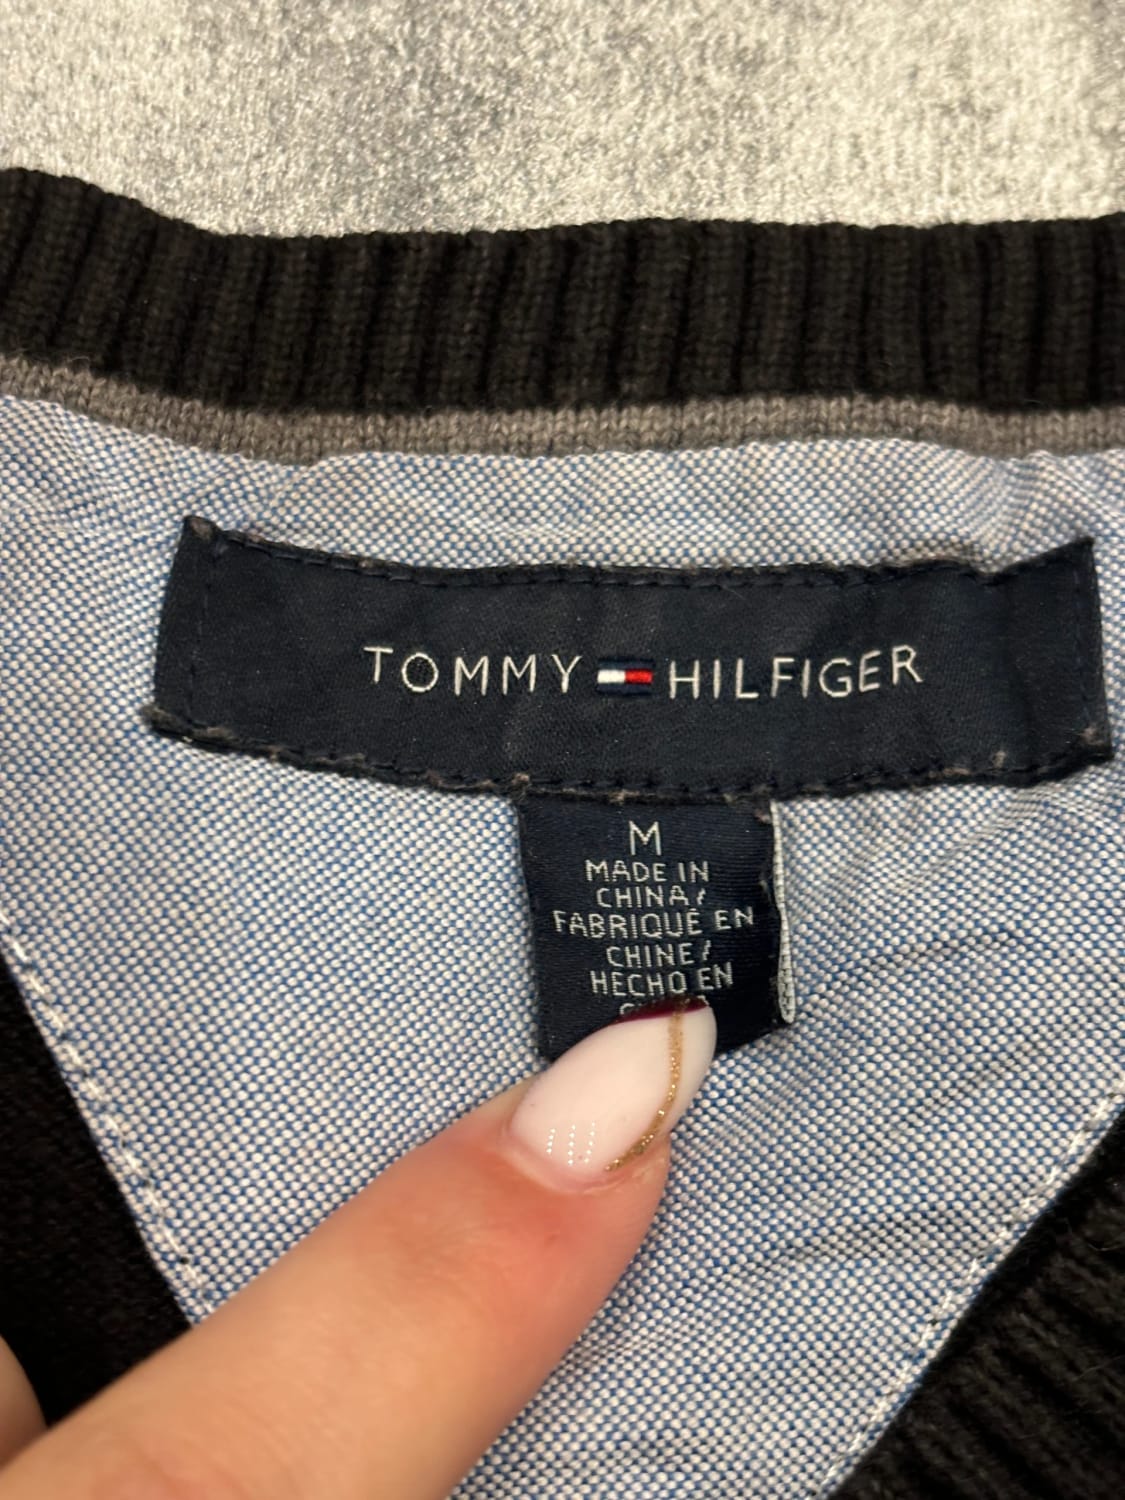 TOMMY HILFIGER
M
MADE IN
CHINA/
FABRIQUÉ EN
CHINE/
HECHO EN